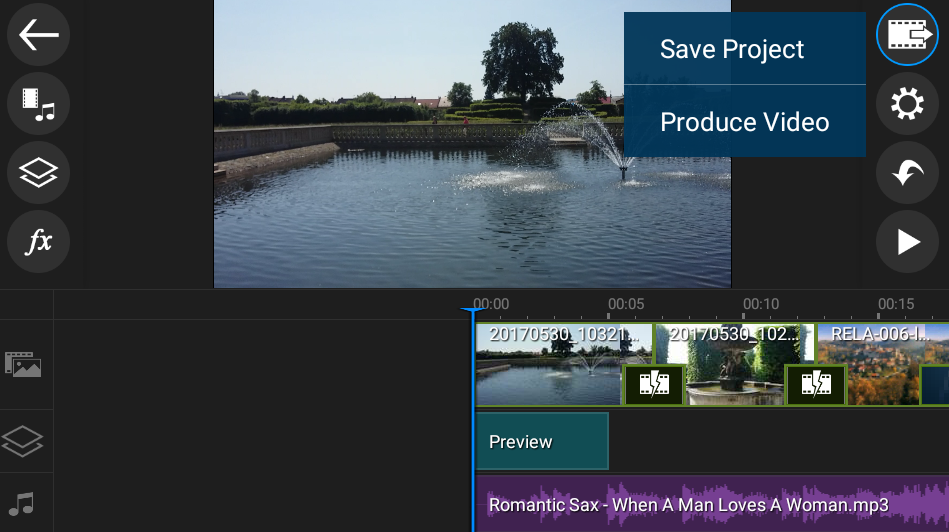 Save Project
Produce Video
fx
00:00
00:05
00:10
00:15
20170530_10321...
20170530_102...
RELA-006-l...
Preview
Romantic Sax - When A Man Loves A Woman.mp3